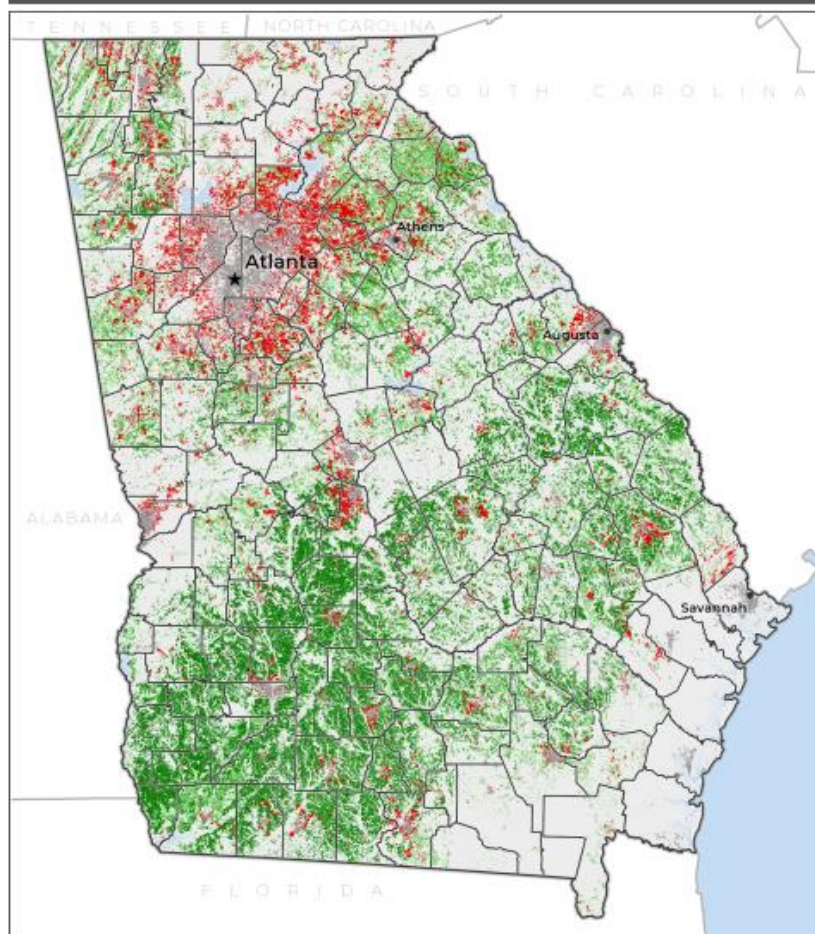 TENNESSEE
NORTH CAROLINA
SOUTH CAROLINA
Athens
Atlanta
Augusta
ALABAMA
Savannah
FLORIDA